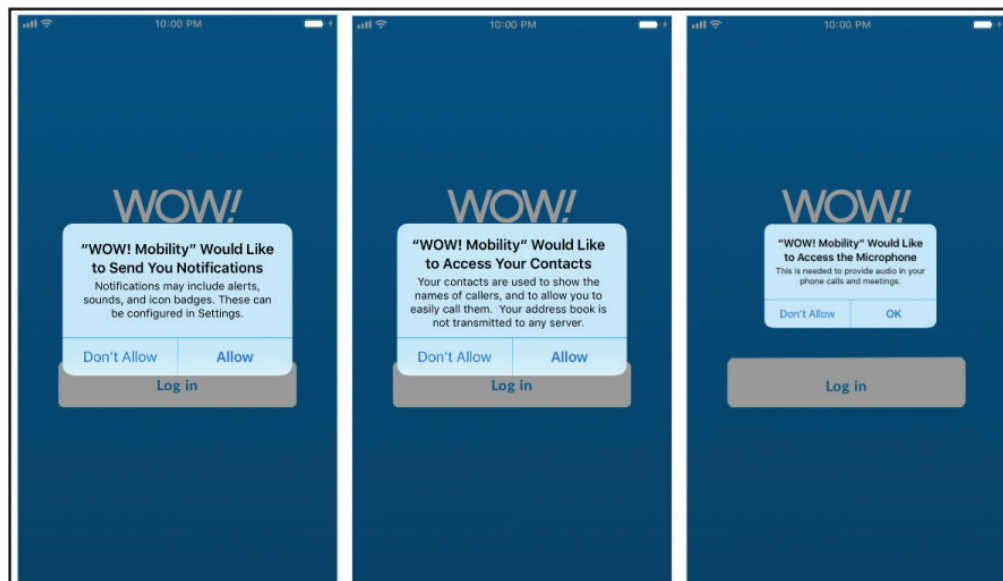 10:00 PM
WOW!
“WOW! Mobility” Would Like
to Send You Notifications
Notifications may include alerts,
sounds, and icon badges. These can
be configured in Settings.
Don't Allow
Allow
Log in
10:00 PM
WOW!
“WOW! Mobility” Would Like
to Access Your Contacts
Your contacts are used to show the
names of callers, and to allow you to
easily call them.  Your address book is
not transmitted to any server.
Don't Allow
Allow
Log in
10:00 PM
WOW!
“WOW! Mobility” Would Like
to Access the Microphone
This is needed to provide audio in your
phone calls and meetings.
Don't Allow
OK
Log in